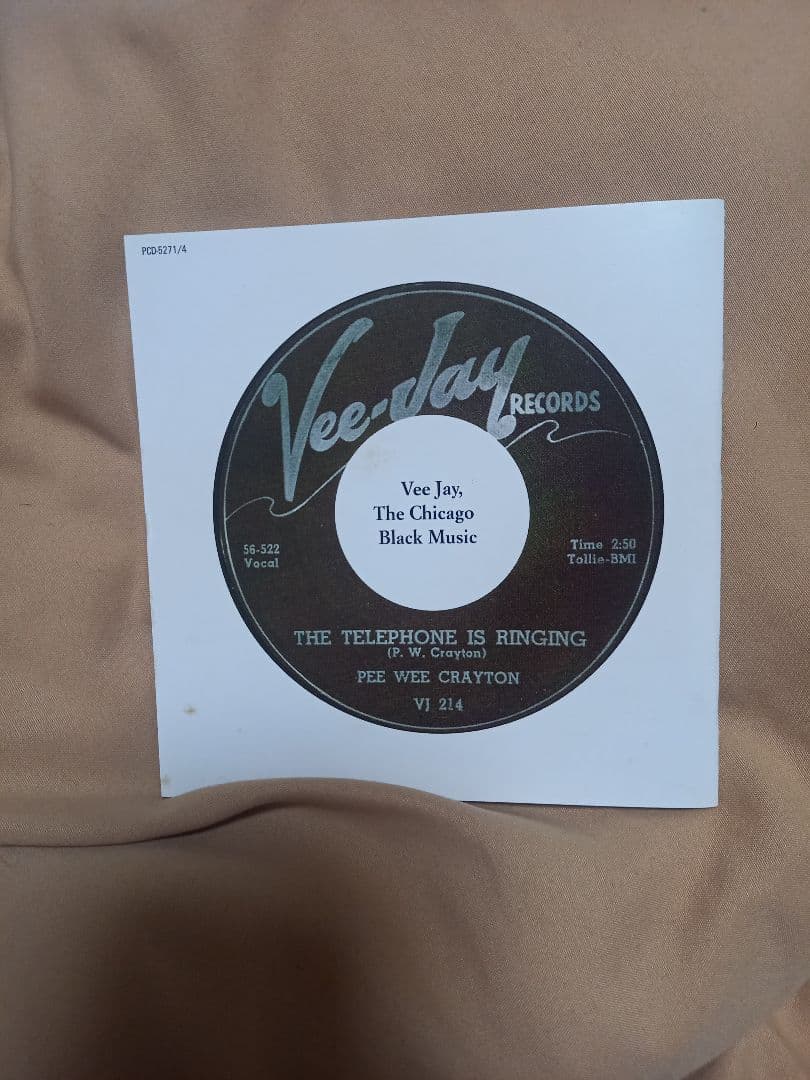 PCD-5271/4
Vee-Jay
RECORDS
Vee Jay,
The Chicago
Black Music
56-522
Vocal
Time 2:50
Tollie-BMI
THE TELEPHONE IS RINGING
(P. W. Crayton)
PEE WEE CRAYTON
VJ 214